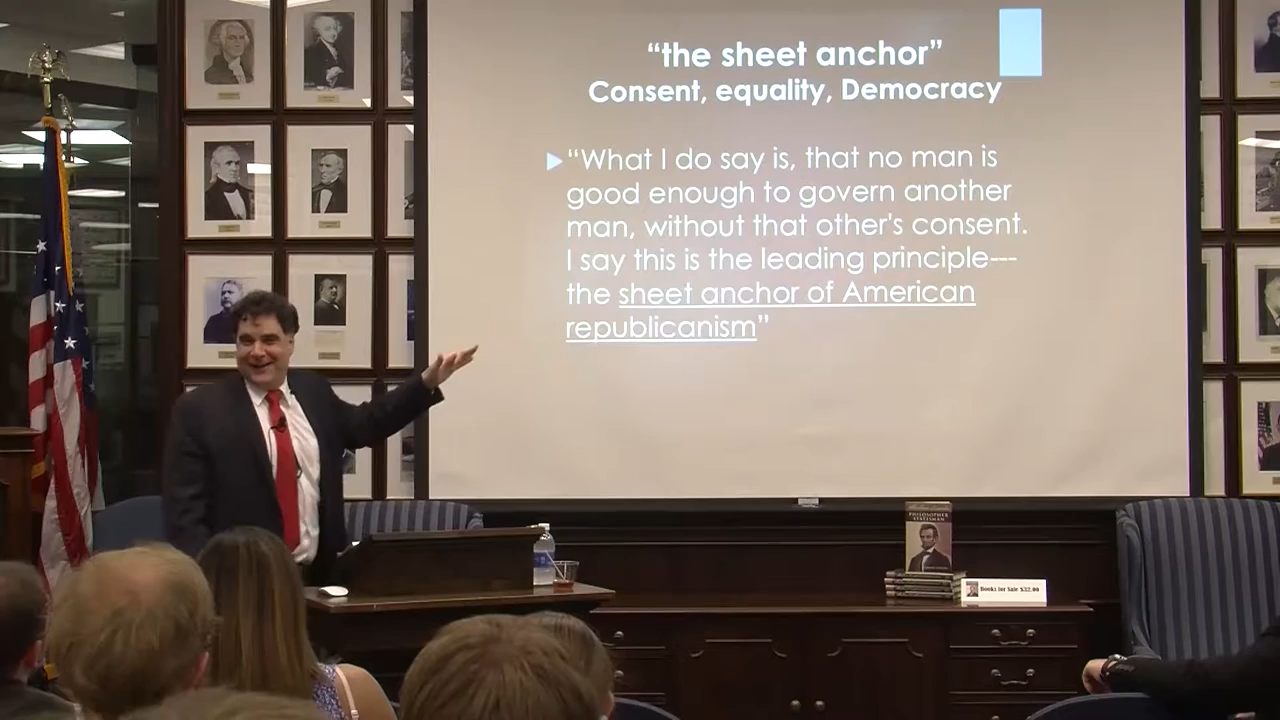 “the sheet anchor”
Consent, equality, Democracy
“What I do say is, that no man is
good enough to govern another
man, without that other's consent.
I say this is the leading principle---
the sheet anchor of American
republicanism”
PHILOSOPHER
STATESMAN
Books for Sale $32.00